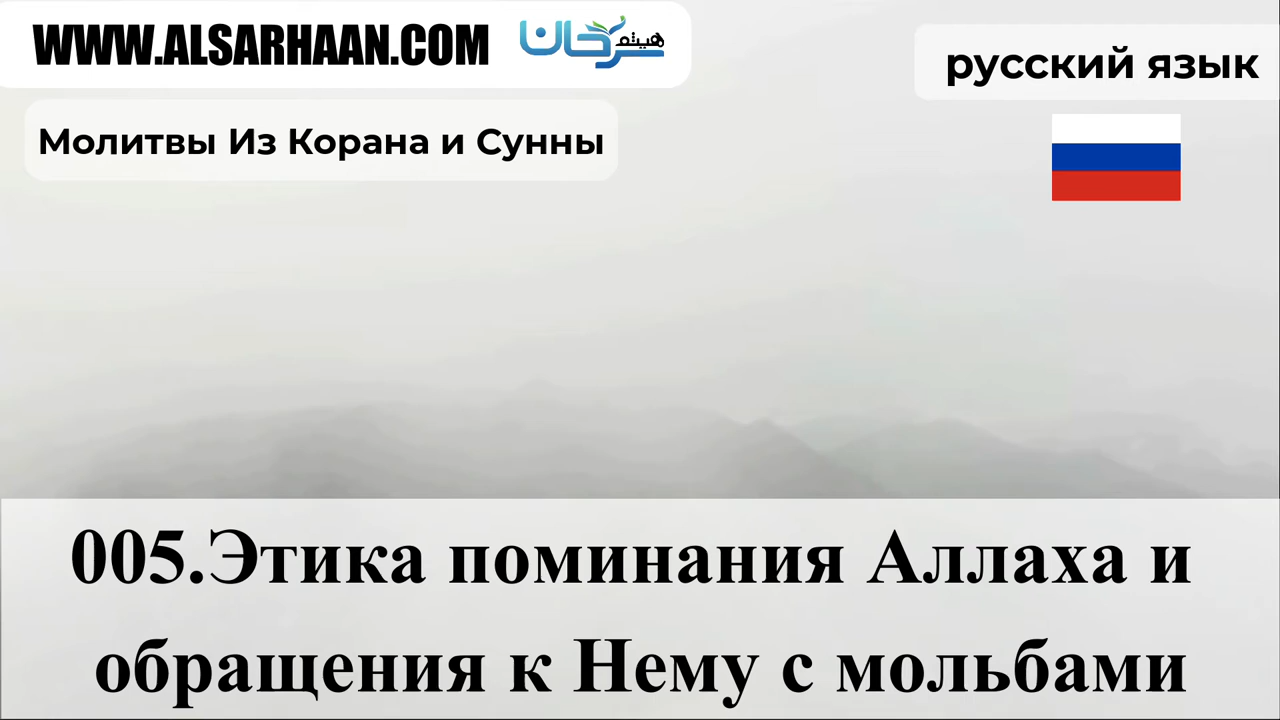 WWW.ALSARHAAN.COM
هيثم سرحان
русский язык
Молитвы Из Корана и Сунны
005.Этика поминания Аллаха и
обращения к Нему с мольбами